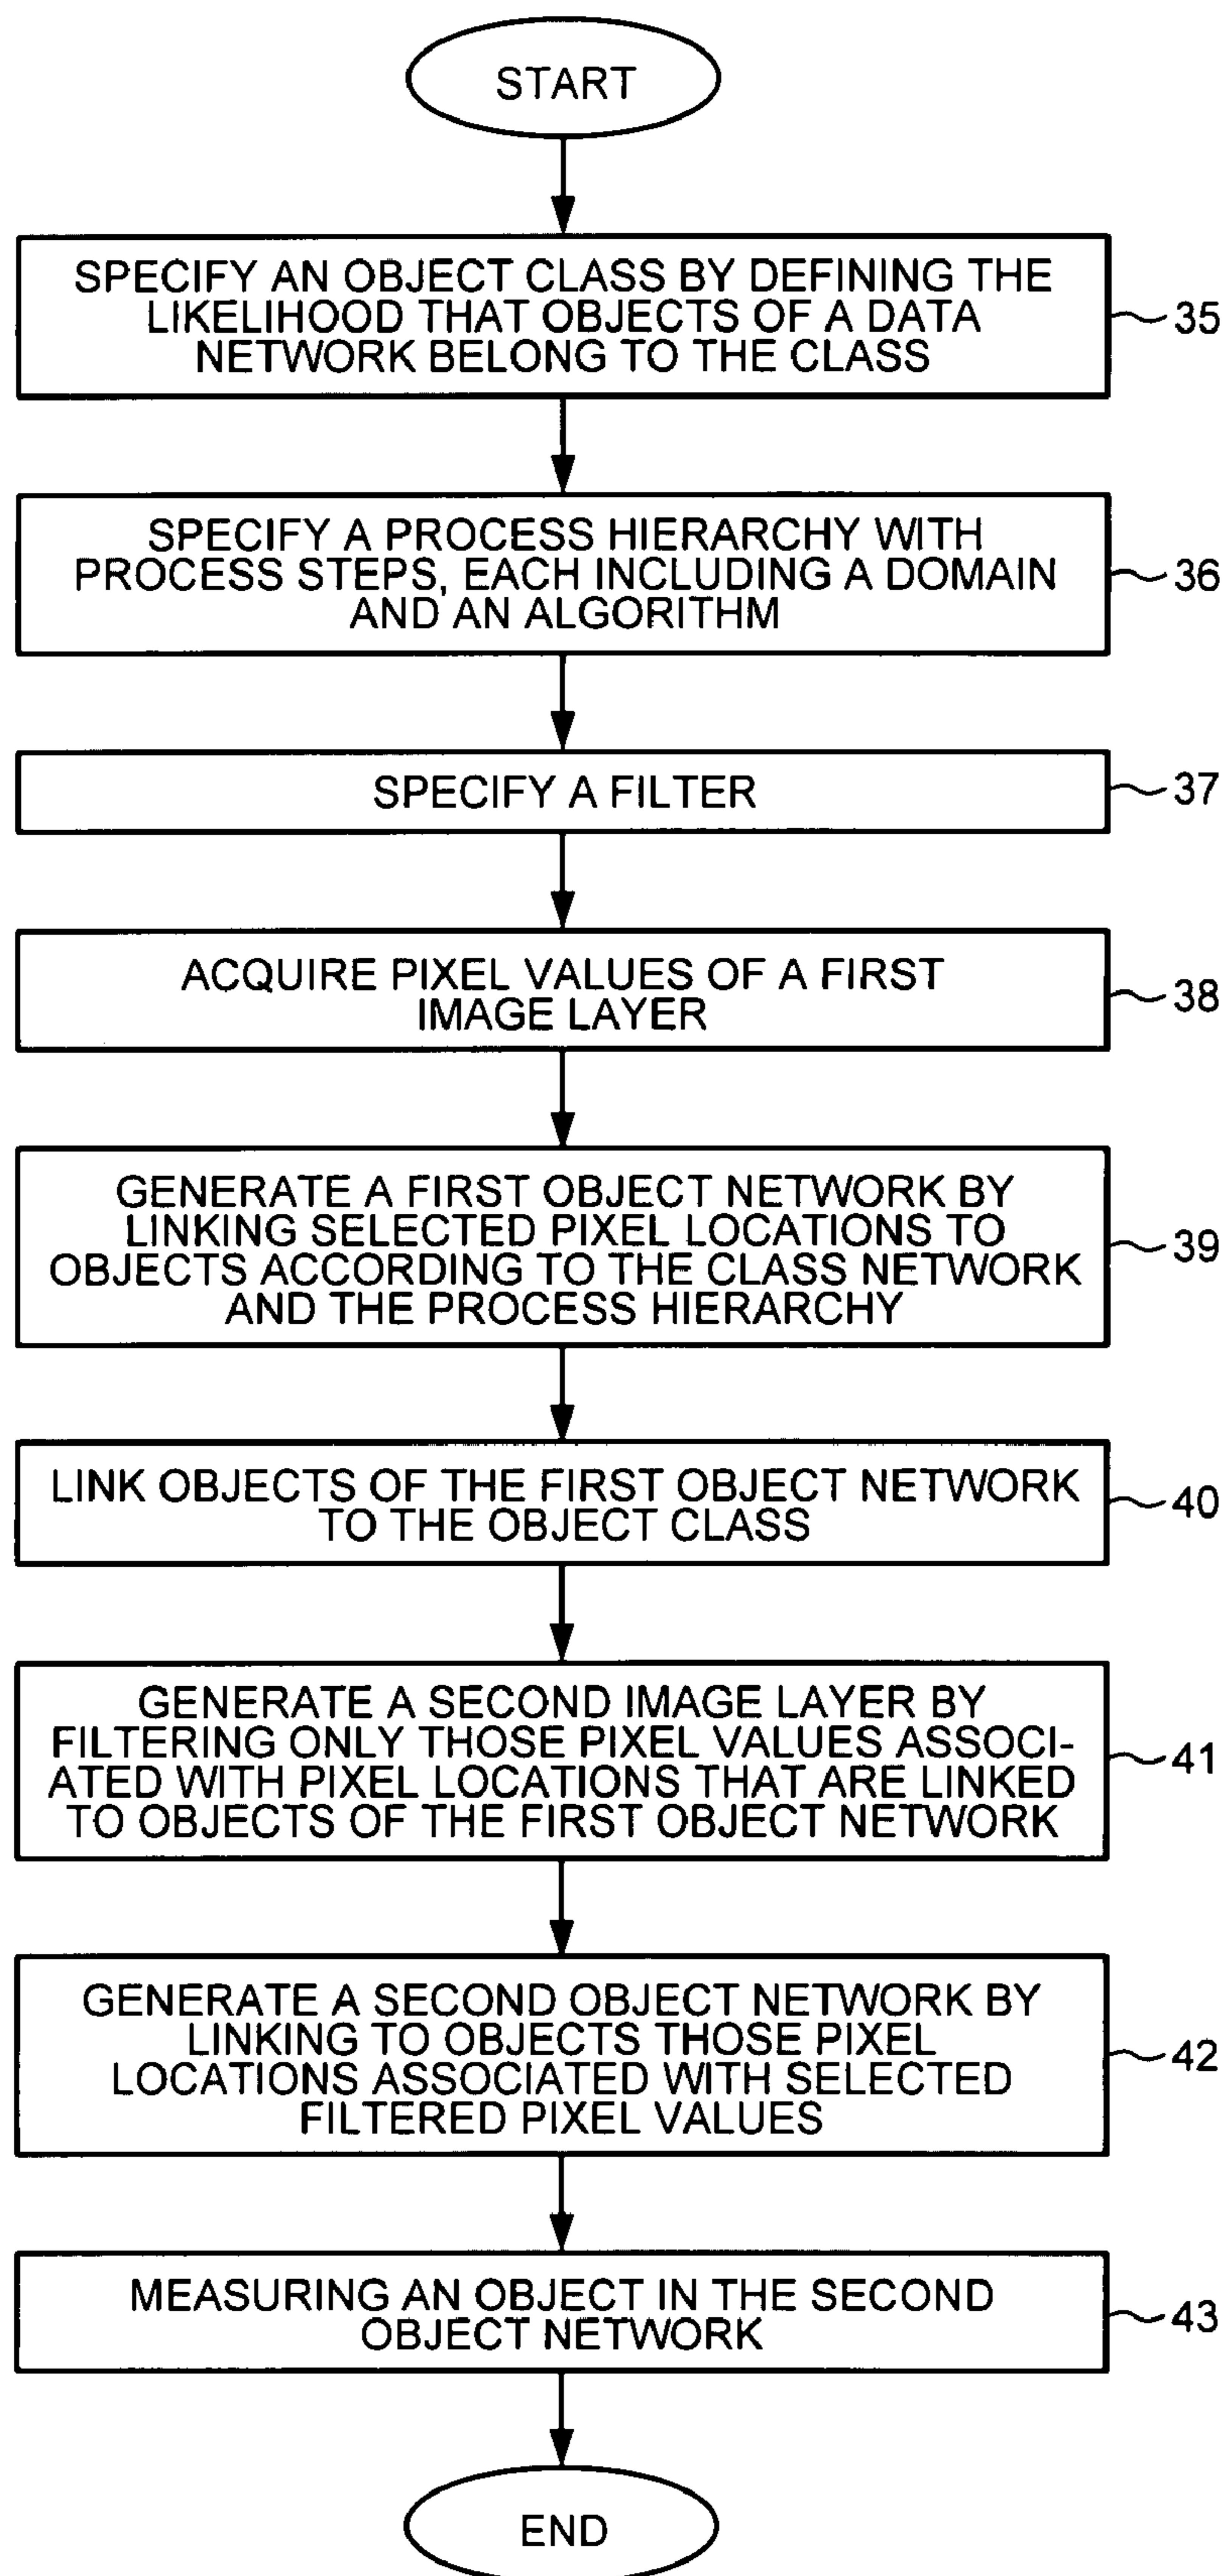 START
SPECIFY AN OBJECT CLASS BY DEFINING THE
LIKELIHOOD THAT OBJECTS OF A DATA
NETWORK BELONG TO THE CLASS
35
SPECIFY A PROCESS HIERARCHY WITH
PROCESS STEPS, EACH INCLUDING A DOMAIN
AND AN ALGORITHM
36
SPECIFY A FILTER
37
ACQUIRE PIXEL VALUES OF A FIRST
IMAGE LAYER
38
GENERATE A FIRST OBJECT NETWORK BY
LINKING SELECTED PIXEL LOCATIONS TO
OBJECTS ACCORDING TO THE CLASS NETWORK
AND THE PROCESS HIERARCHY
39
LINK OBJECTS OF THE FIRST OBJECT NETWORK
TO THE OBJECT CLASS
40
GENERATE A SECOND IMAGE LAYER BY
FILTERING ONLY THOSE PIXEL VALUES ASSOCI-
ATED WITH PIXEL LOCATIONS THAT ARE LINKED
TO OBJECTS OF THE FIRST OBJECT NETWORK
41
GENERATE A SECOND OBJECT NETWORK BY
LINKING TO OBJECTS THOSE PIXEL
LOCATIONS ASSOCIATED WITH SELECTED
FILTERED PIXEL VALUES
42
MEASURING AN OBJECT IN THE SECOND
OBJECT NETWORK
43
END